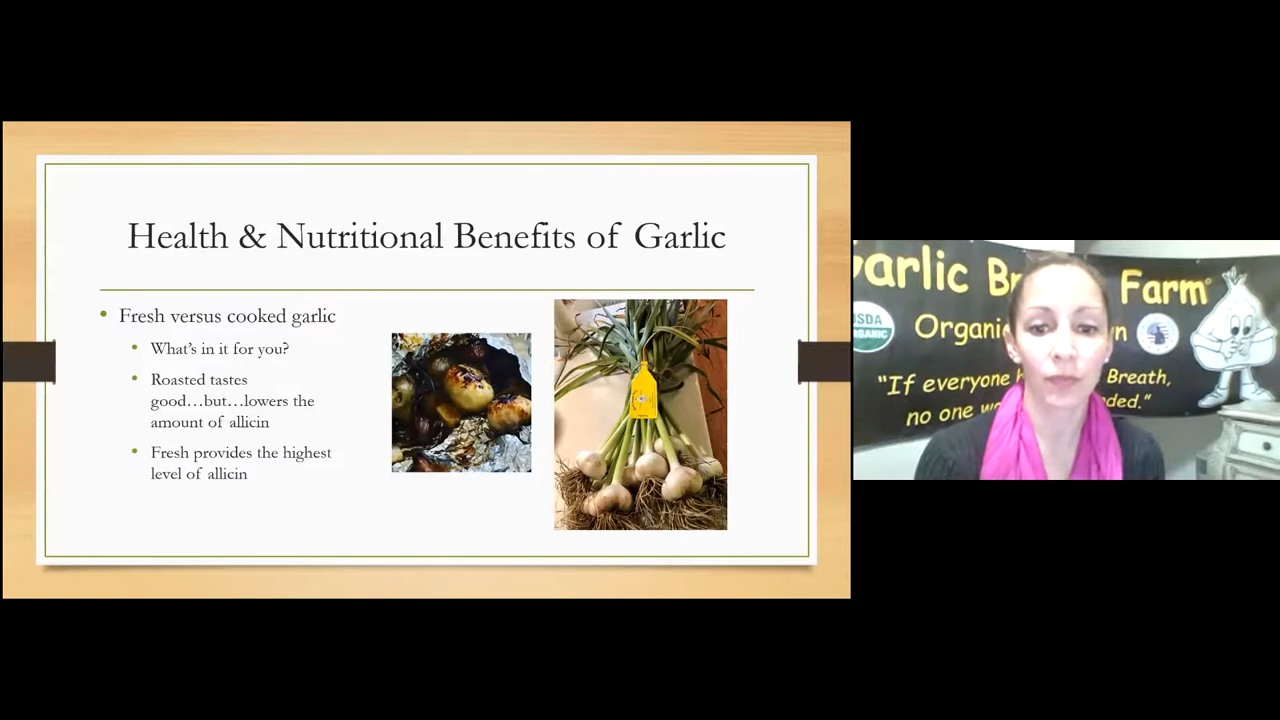 Health & Nutritional Benefits of Garlic
Fresh versus cooked garlic
What's in it for you?
Roasted tastes
good…but…lowers the
amount of allicin
Fresh provides the highest
level of allicin
arlic Br Farm
USDA
ORGANIC
Organi n
"If everyone h Breath,
no one w ded."